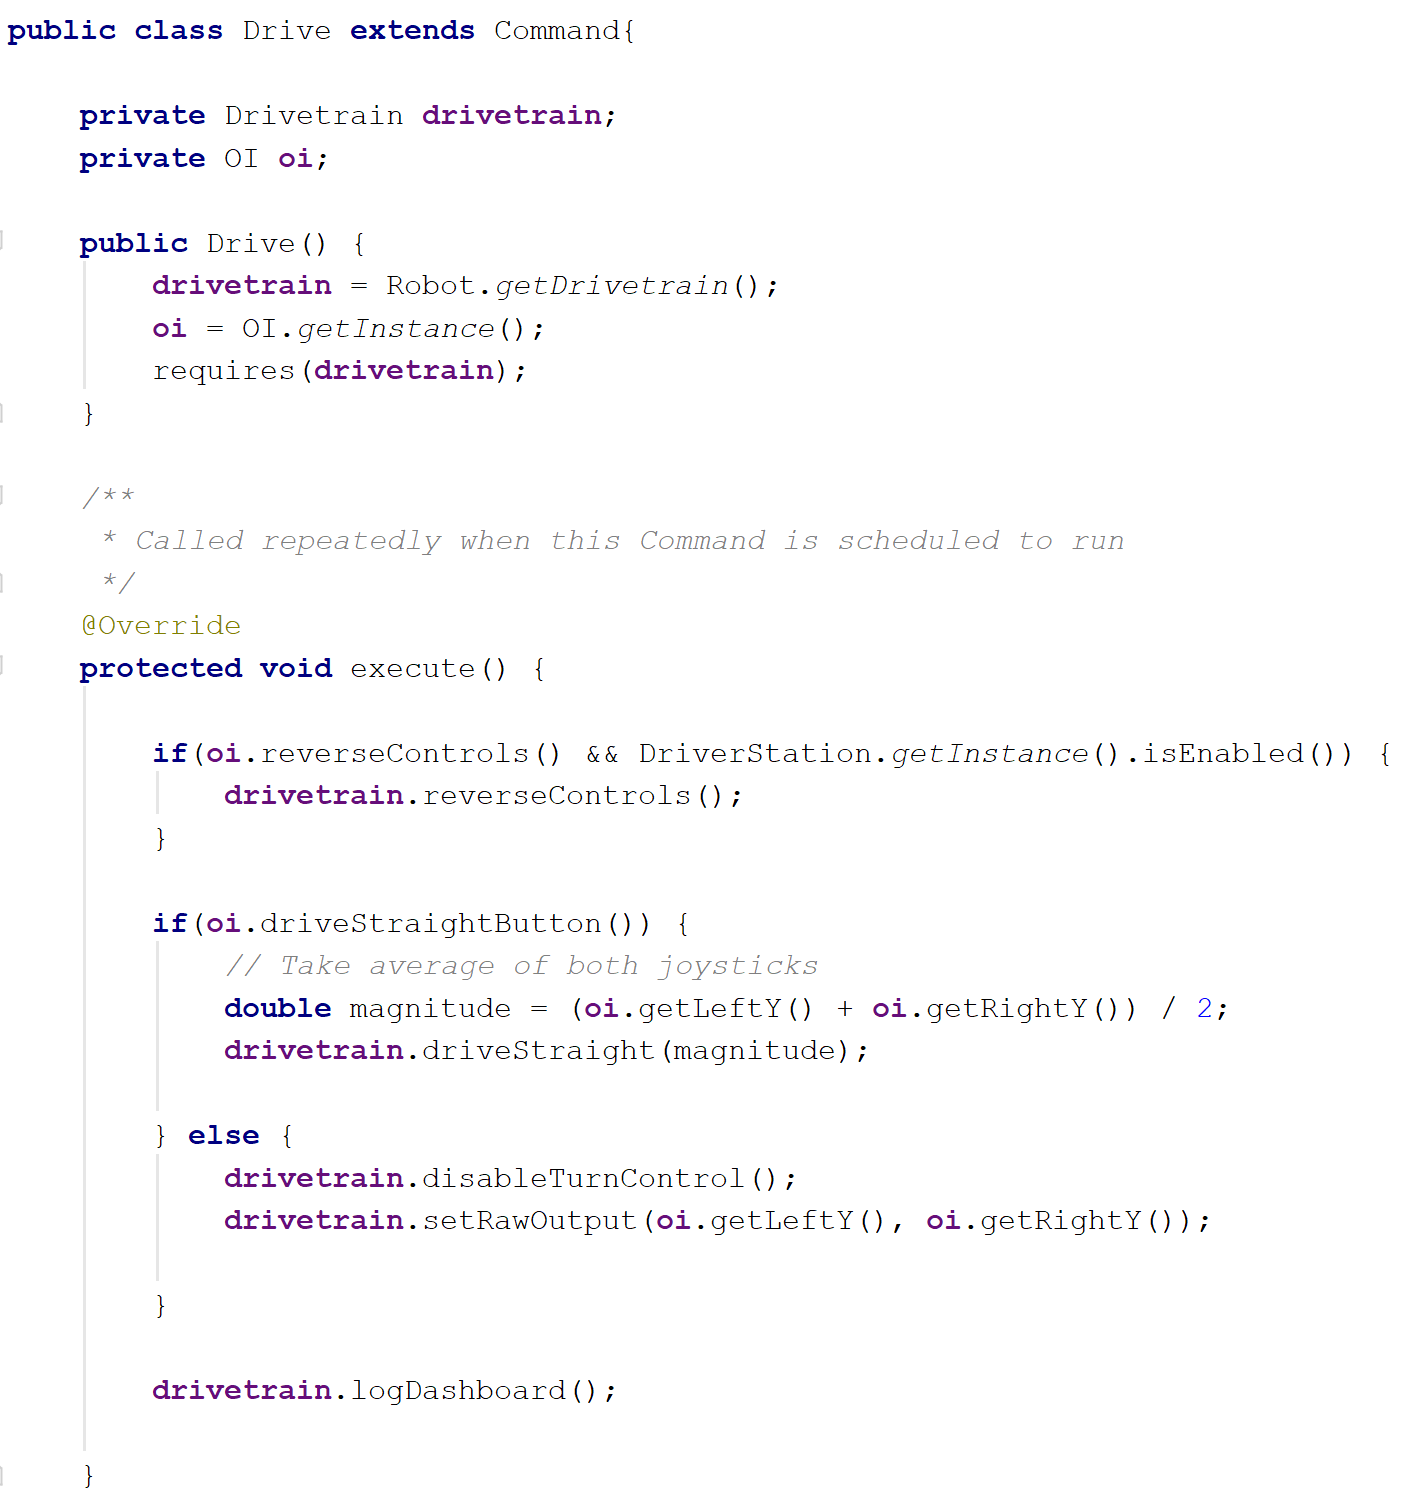 public class Drive extends Command{
private Drivetrain drivetrain;
private OI oi;
public Drive() {
drivetrain = Robot.getDrivetrain();
oi = OI.getInstance();
requires(drivetrain);
}
/**
* Called repeatedly when this Command is scheduled to run
*/
@Override
protected void execute() {
if(oi.reverseControls() && DriverStation.getInstance().isEnabled()) {
drivetrain.reverseControls();
}
if(oi.driveStraightButton()) {
// Take average of both joysticks
double magnitude = (oi.getLeftY() + oi.getRightY()) / 2;
drivetrain.driveStraight(magnitude);
} else {
drivetrain.disableTurnControl();
drivetrain.setRawOutput(oi.getLeftY(), oi.getRightY());
}
drivetrain.logDashboard();
}